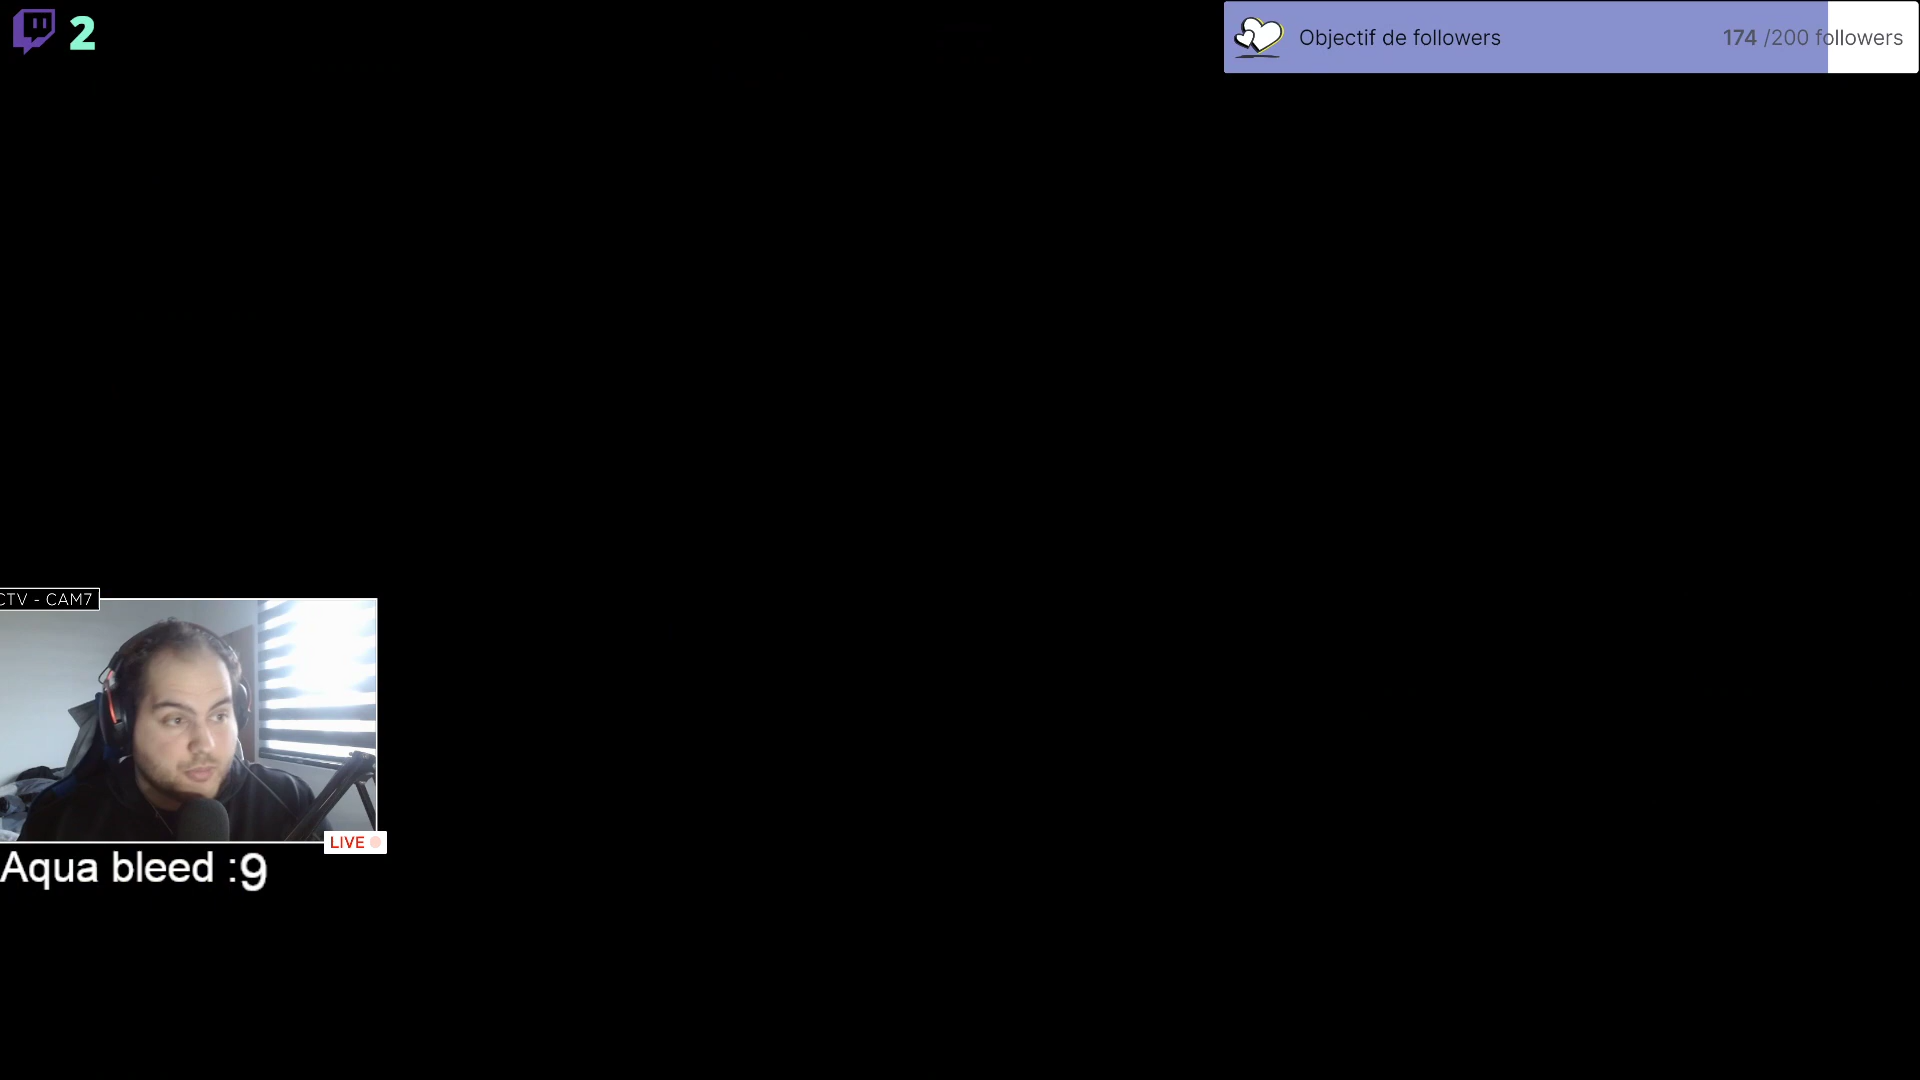 2
Objectif de followers
174 /200 followers
CTV - CAM7
LIVE
Aqua bleed :9